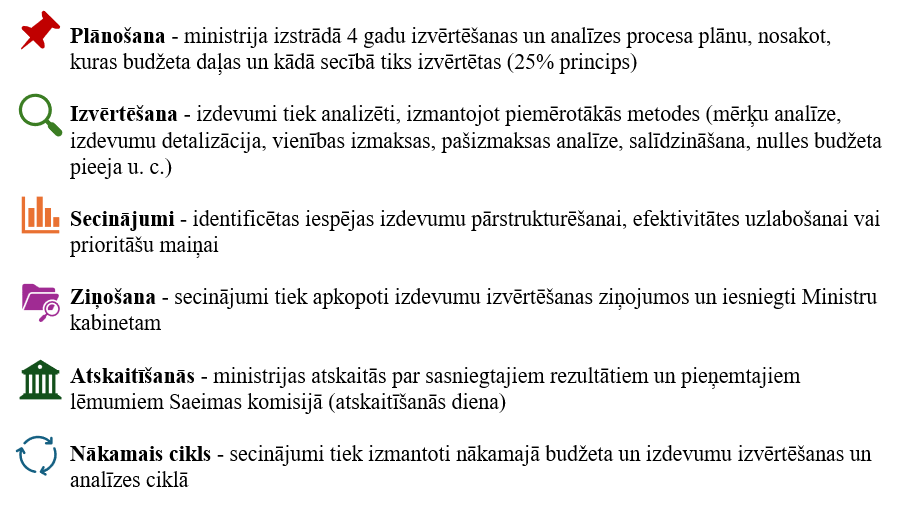 Plānošana - ministrija izstrādā 4 gadu izvērtēšanas un analīzes procesa plānu, nosakot,
kuras budžeta daļas un kādā secībā tiks izvērtētas (25% princips)
Izvērtēšana - izdevumi tiek analizēti, izmantojot piemērotākās metodes (mērķu analīze,
izdevumu detalizācija, vienības izmaksas, pašizmaksas analīze, salīdzināšana, nulles budžeta
pieeja u. c.)
Secinājumi - identificētas iespējas izdevumu pārstrukturēšanai, efektivitātes uzlabošanai vai
prioritāšu maiņai
Ziņošana - secinājumi tiek apkopoti izdevumu izvērtēšanas ziņojumos un iesniegti Ministru
kabinetam
Atskaitīšanās - ministrijas atskaitās par sasniegtajiem rezultātiem un pieņemtajiem
lēmumiem Saeimas komisijā (atskaitīšanās diena)
Nākamais cikls - secinājumi tiek izmantoti nākamajā budžeta un izdevumu izvērtēšanas un
analīzes ciklā